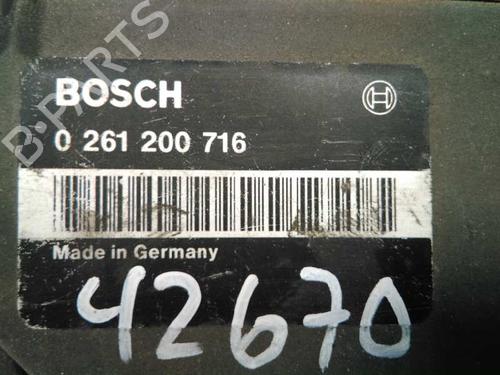 BOSCH
0 261 200 716
Made in Germany
42670
B-PARTS